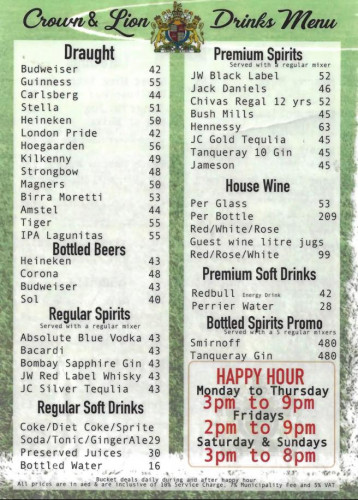 Crown & Lion Drinks Menu
Draught
Budweiser 42
Guinness 55
Carlsberg 44
Stella 51
Heineken 50
London Pride 42
Hoegaarden 56
Kilkenny 49
Strongbow 48
Magners 50
Birra Moretti 53
Amstel 44
Tiger 55
IPA Lagunitas 55
Bottled Beers
Heineken 43
Corona 48
Budweiser 43
Sol 40
Regular Spirits
Served with a regular mixer
Absolute Blue Vodka 43
Bacardi 43
Bombay Sapphire Gin 43
JW Red Label Whisky 43
JC Silver Tequlia 43
Regular Soft Drinks
Coke/Diet Coke/Sprite
Soda/Tonic/GingerAle29
Preserved Juices 30
Bottled Water 16
Premium Spirits
Served with a regular mixer
JW Black Label 52
Jack Daniels 46
Chivas Regal 12 yrs 52
Bush Mills 45
Hennessy 63
JC Gold Tequlia 45
Tanqueray 10 Gin 45
Jameson 45
House Wine
Per Glass 53
Per Bottle 209
Red/White/Rose
Guest wine litre jugs
Red/Rose/White 99
Premium Soft Drinks
Redbull Energy Drink 42
Perrier Water 28
Bottled Spirits Promo
Served with a 5 regular mixers
Smirnoff 480
Tanqueray Gin 480
HAPPY HOUR
Monday to Thursday
3pm to 9pm
Fridays
2pm to 9pm
Saturday & Sundays
3pm to 8pm
Bucket deals daily during and after happy hour
All prices are in aed & are inclusive of 10% Service Charge, 7% Municipality Fee and 5% VAT